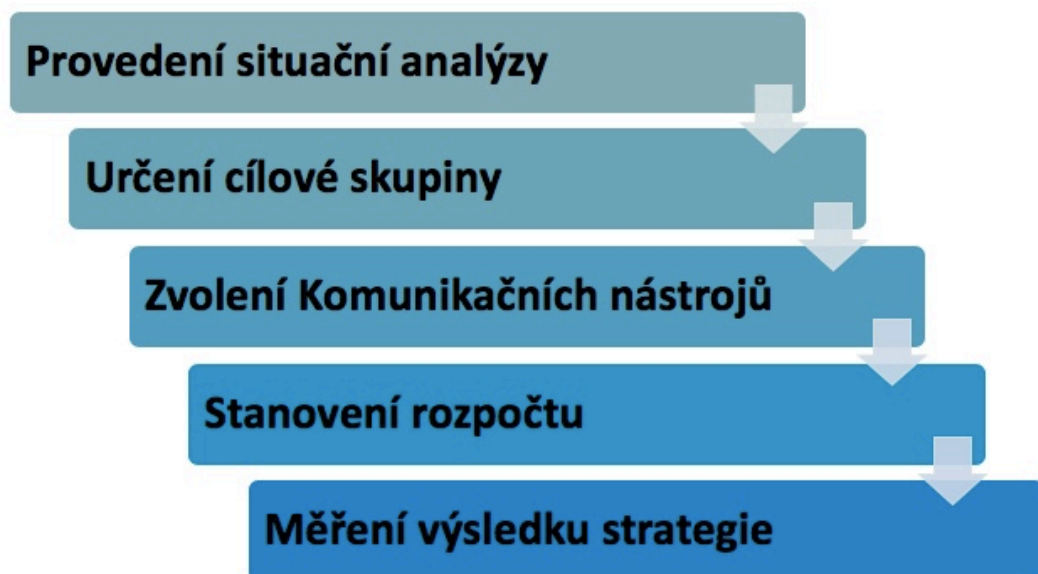 Provedení situační analýzy
Určení cílové skupiny
Zvolení Komunikačních nástrojů
Stanovení rozpočtu
Měření výsledku strategie